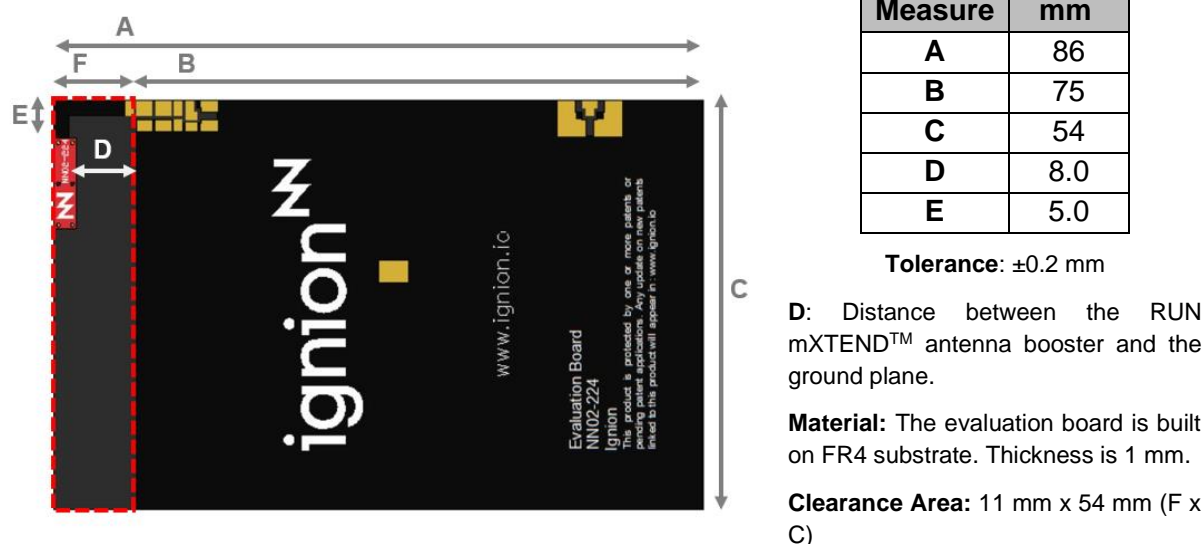 A
F
B
E
D
NN02-224
C
ignion
www.ignion.io
Evaluation Board
NN02-224
Ignion
This product is protected by one or more patents or
pending patent applications. Any update on new patents
linked to this product will appear in : www.ignion.io
Measure mm
A 86
B 75
C 54
D 8.0
E 5.0
Tolerance: ±0.2 mm
D: Distance between the RUN
mXTEND™ antenna booster and the
ground plane.
Material: The evaluation board is built
on FR4 substrate. Thickness is 1 mm.
Clearance Area: 11 mm x 54 mm (F x
C)